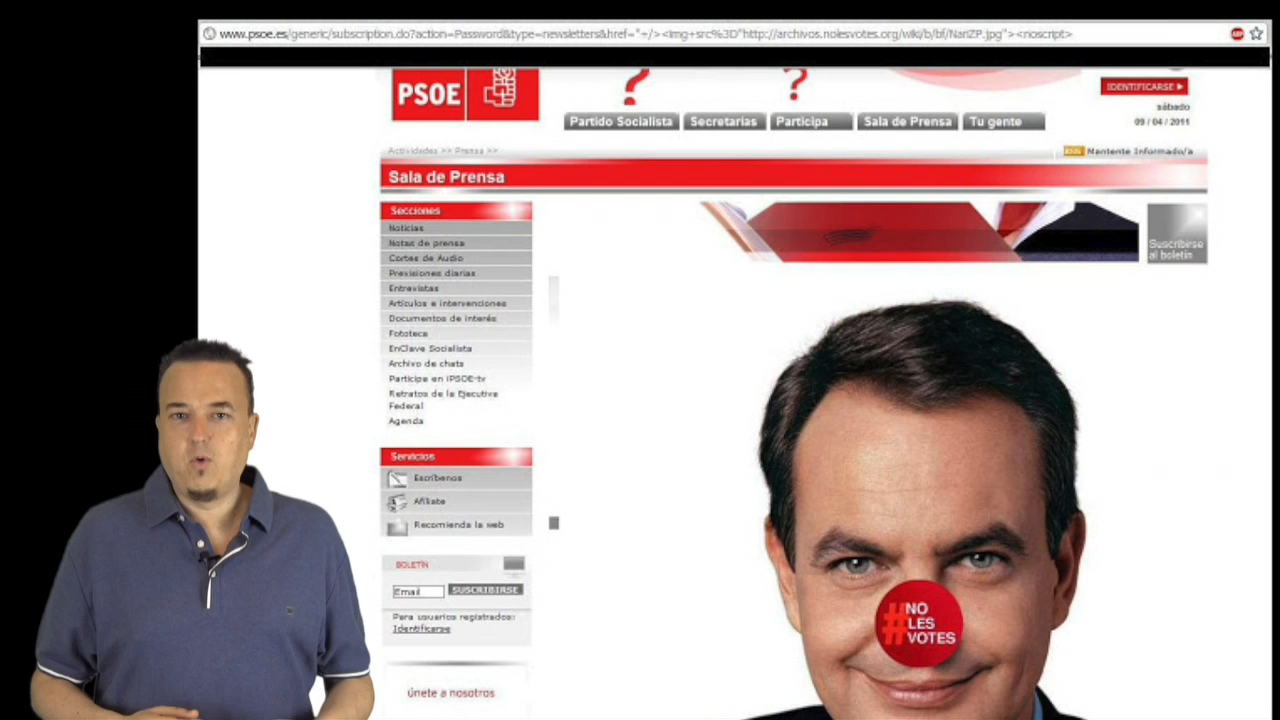 www.psoe.es/generic/subscription.do?action=Password&type=newsletters&href="+/><img+src%3D"http://archivos.nolesvotes.org/wiki/b/bf/NariZP.jpg"><noscript>
ABP
PSOE
?
?
IDENTIFICARSE
sábado
09 / 04 / 2011
Partido Socialista
Secretarías
Participa
Sala de Prensa
Tu gente
Actividades >> Prensa >>
RSS
Mantente Informado/a
Sala de Prensa
Secciones
Noticias
Notas de prensa
Cortes de Audio
Previsiones diarias
Entrevistas
Artículos e intervenciones
Documentos de interés
Fototeca
EnClave Socialista
Archivo de chats
Participe en iPSOE-tv
Retratos de la Ejecutiva
Federal
Agenda
Suscribirse
al boletín
Servicios
Escríbenos
Afíliate
Recomienda la web
BOLETÍN
Email
SUSCRIBIRSE
Para usuarios registrados:
Identificarse
únete a nosotros
#NO
LES
VOTES